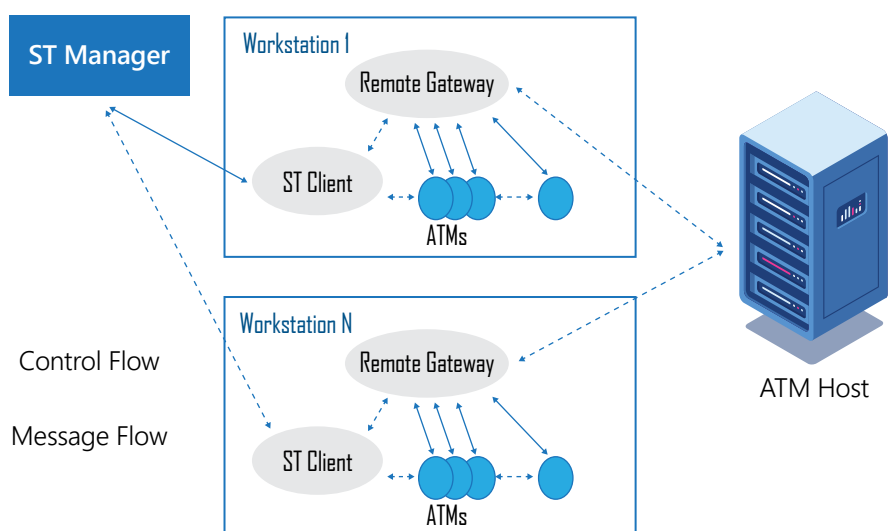 ST Manager
Workstation 1
Remote Gateway
ST Client
ATMs
Workstation N
Remote Gateway
ST Client
ATMs
Control Flow
Message Flow
ATM Host